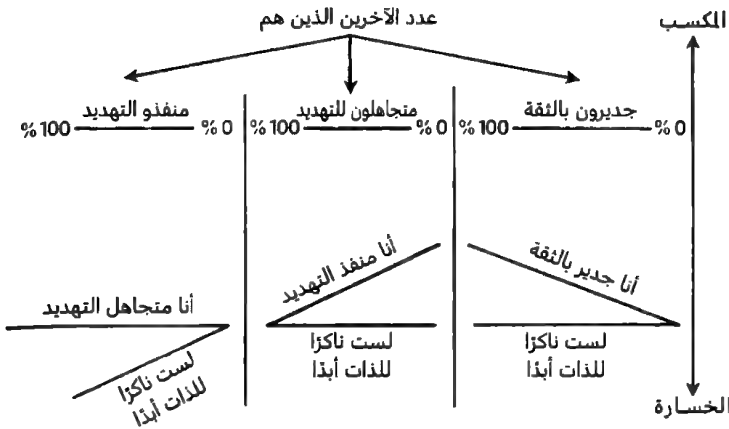 عدد الآخرين الذين هم
المكسب
جديرون بالثقة
متجاهلون للتهديد
منفذو التهديد
% 0
% 100
% 0
% 100
% 0
% 100
أنا جدير بالثقة
لست ناكرًا
للذات أبدًا
أنا منفذ التهديد
لست ناكرًا
للذات أبدًا
أنا متجاهل التهديد
لست ناكرًا
للذات أبدًا
الخسارة